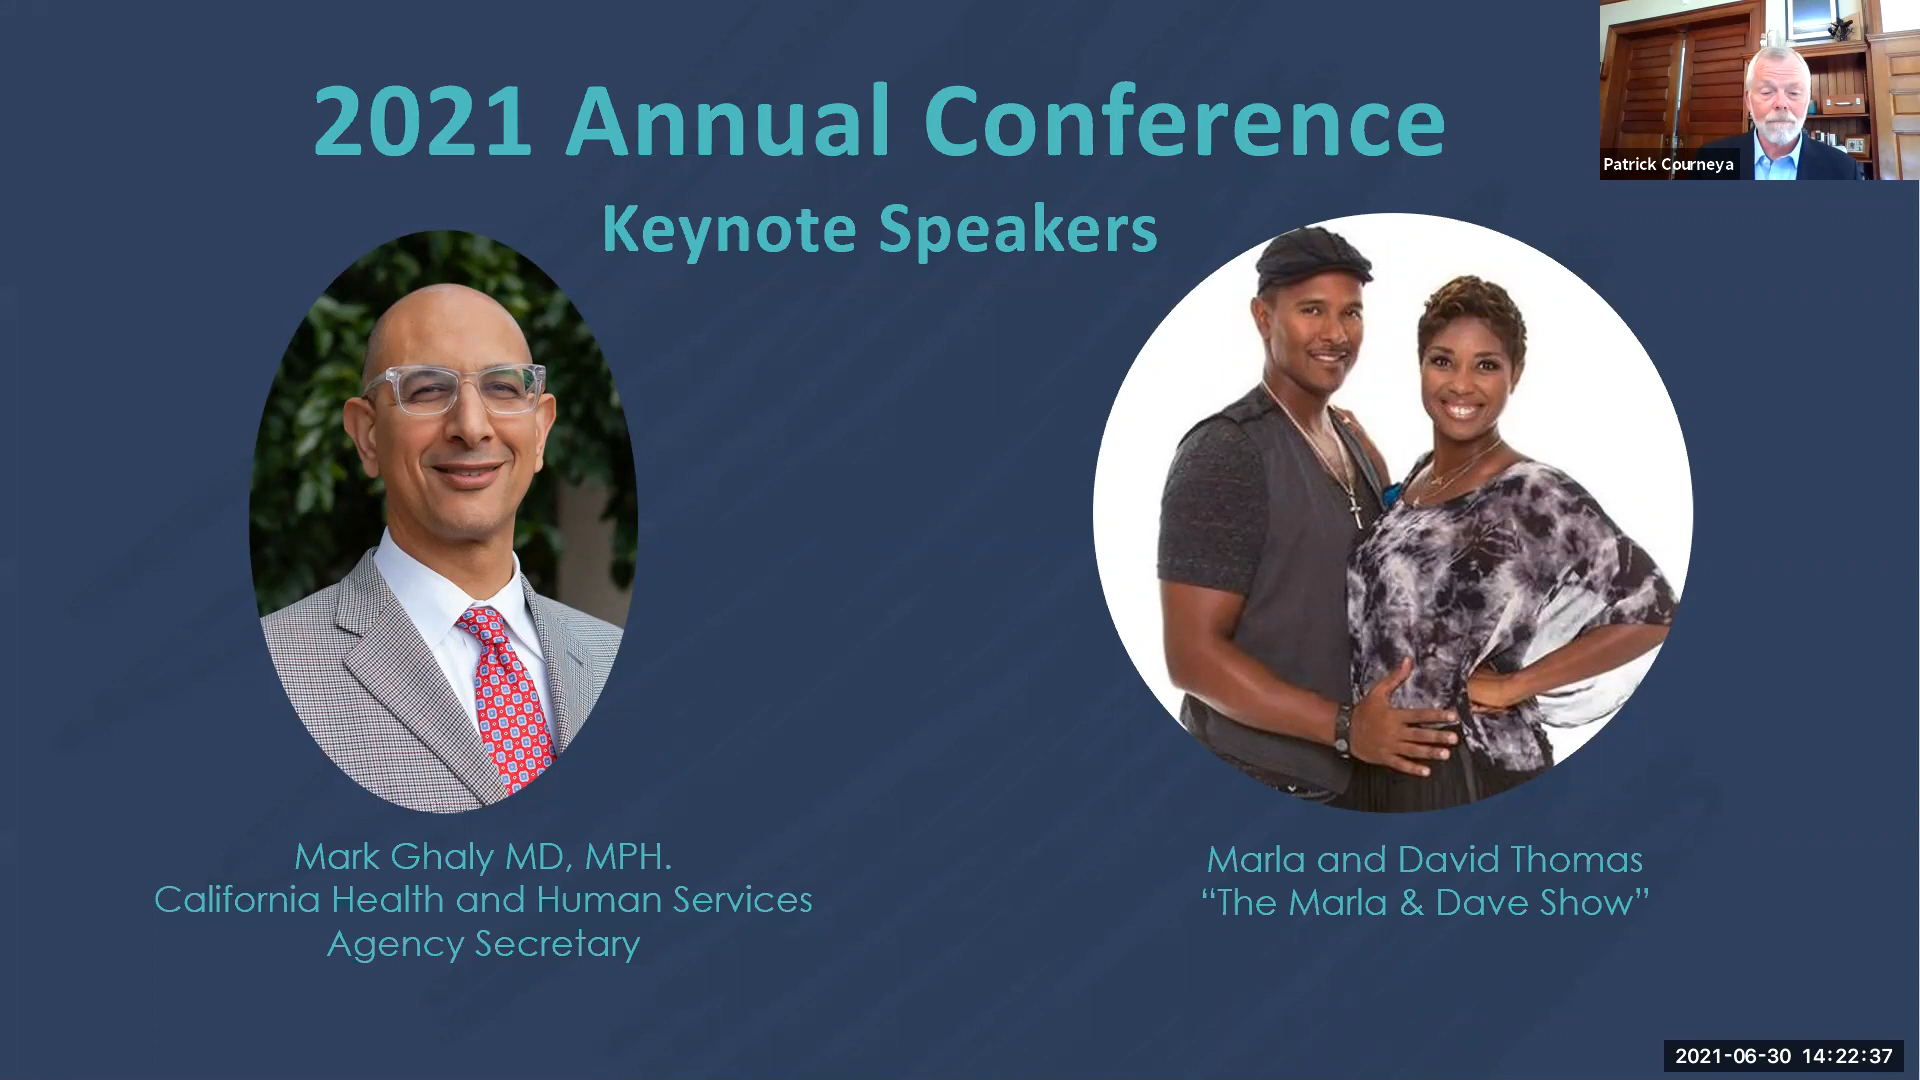 2021 Annual Conference
Keynote Speakers
Patrick Courneya
Mark Ghaly MD, MPH.
California Health and Human Services
Agency Secretary
Marla and David Thomas
“The Marla & Dave Show”
2021-06-30 14:22:37